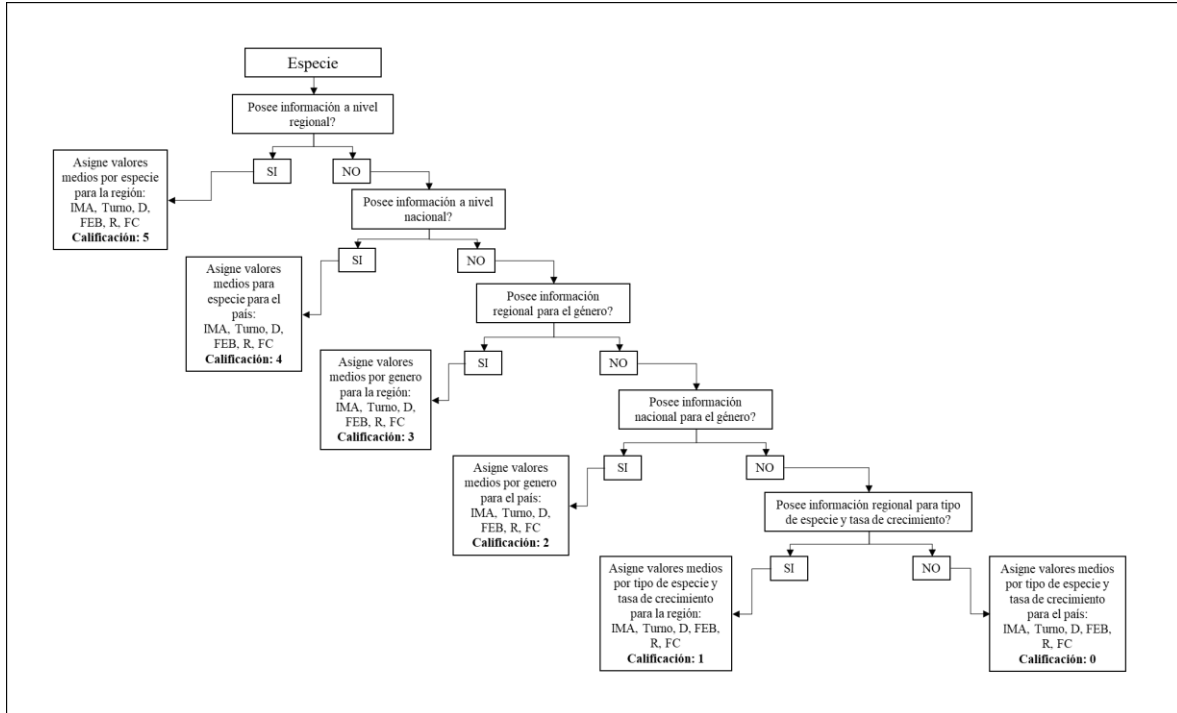 Especie
Posee información a nivel
regional?
SI
NO
Asigne valores
medios por especie
para la región:
IMA, Turno, D,
FEB, R, FC
Calificación: 5
Posee información a nivel
nacional?
SI
NO
Asigne valores
medios para
especie para el
país:
IMA, Turno, D,
FEB, R, FC
Calificación: 4
Posee información
regional para el género?
SI
NO
Asigne valores
medios por genero
para la región:
IMA, Turno, D,
FEB, R, FC
Calificación: 3
Posee información
nacional para el género?
SI
NO
Asigne valores
medios por genero
para el país:
IMA, Turno, D,
FEB, R, FC
Calificación: 2
Posee información regional para tipo
de especie y tasa de crecimiento?
SI
NO
Asigne valores medios
por tipo de especie y
tasa de crecimiento
para la región:
IMA, Turno, D, FEB,
R, FC
Calificación: 1
Asigne valores medios
por tipo de especie y
tasa de crecimiento
para el país:
IMA, Turno, D, FEB,
R, FC
Calificación: 0